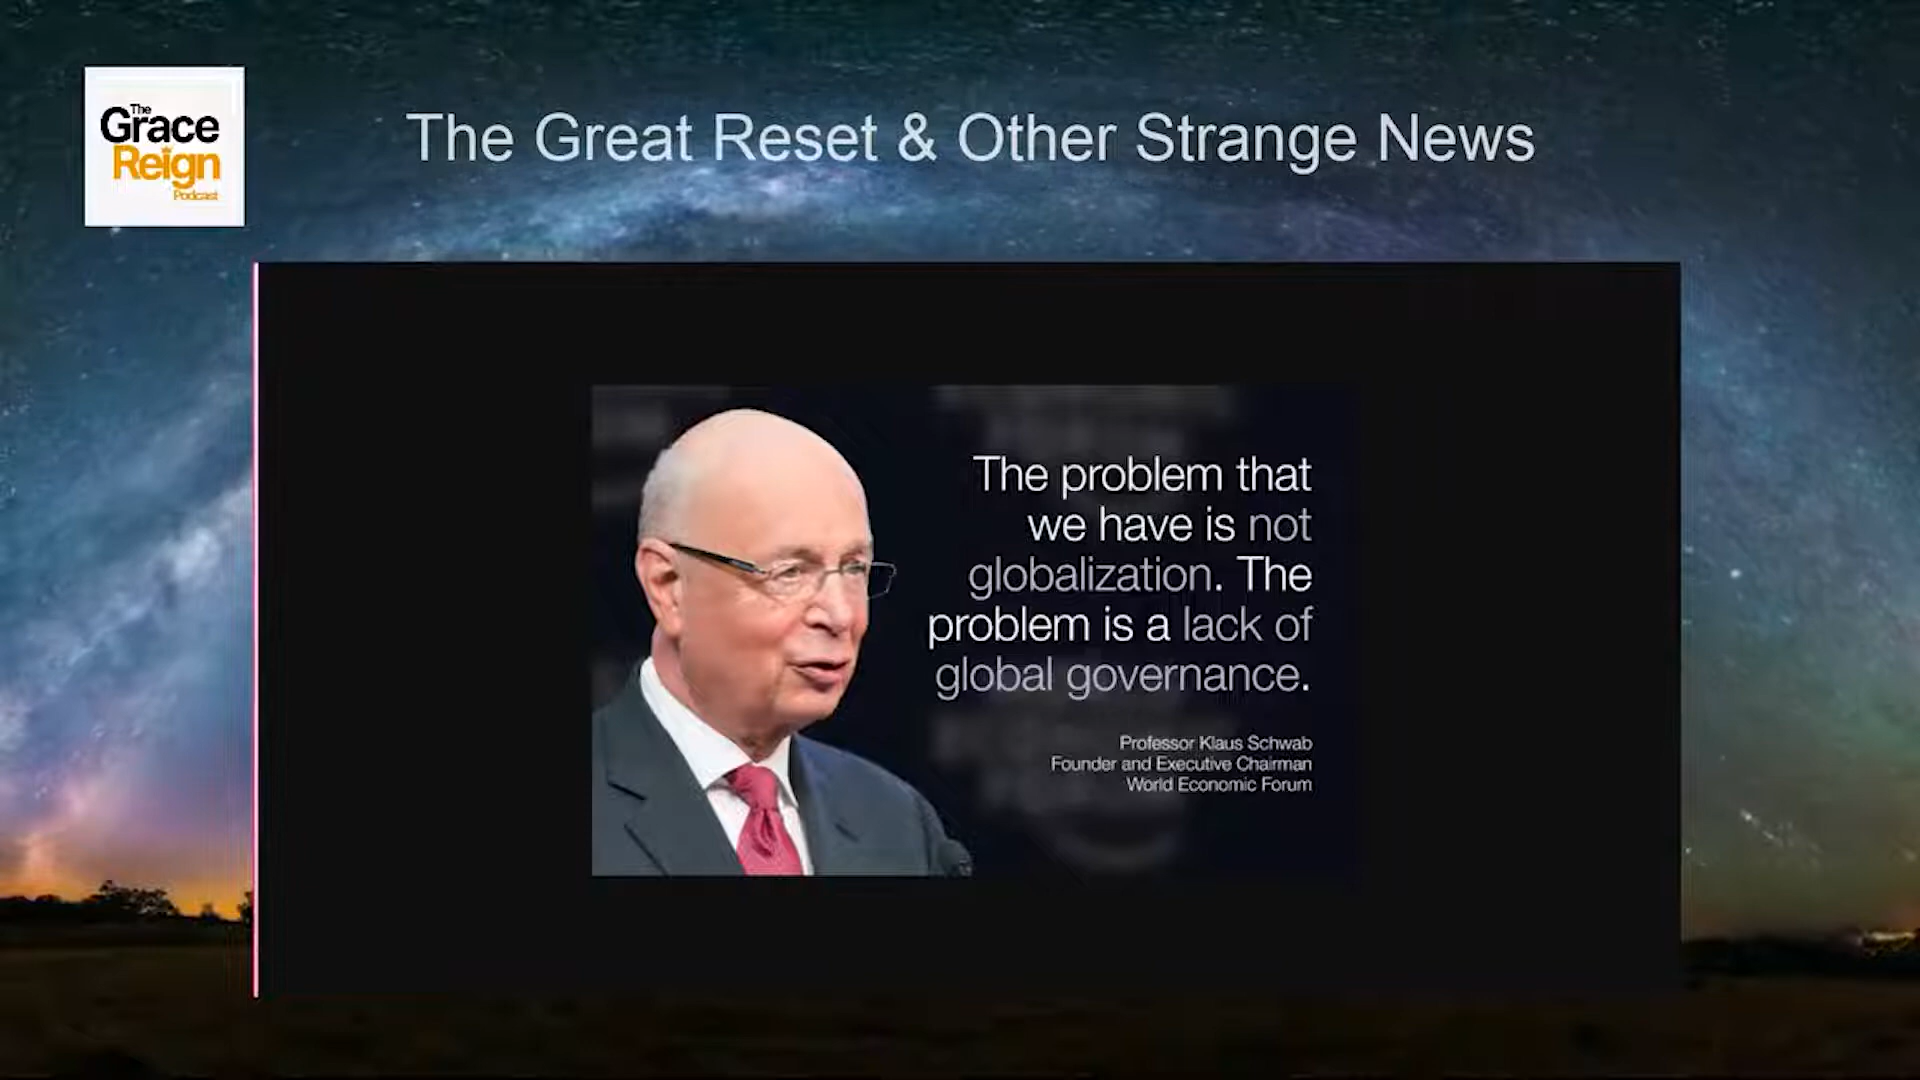 The
Grace
Reign
Podcast
The Great Reset & Other Strange News
The problem that
we have is not
globalization. The
problem is a lack of
global governance.
Professor Klaus Schwab
Founder and Executive Chairman
World Economic Forum